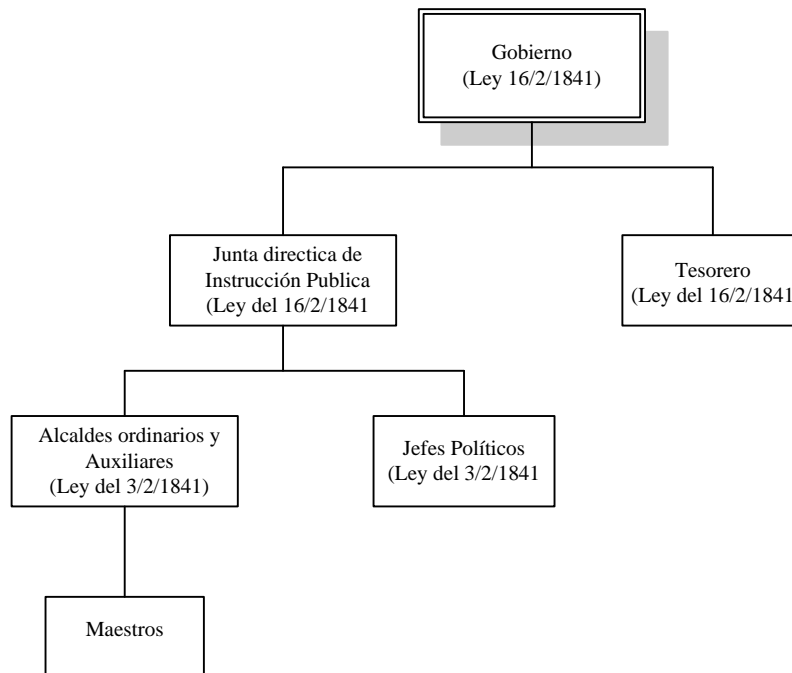 Gobierno
(Ley 16/2/1841)
Junta directica de
Instrucción Publica
(Ley del 16/2/1841
Tesorero
(Ley del 16/2/1841
Alcaldes ordinarios y
Auxiliares
(Ley del 3/2/1841)
Jefes Políticos
(Ley del 3/2/1841
Maestros